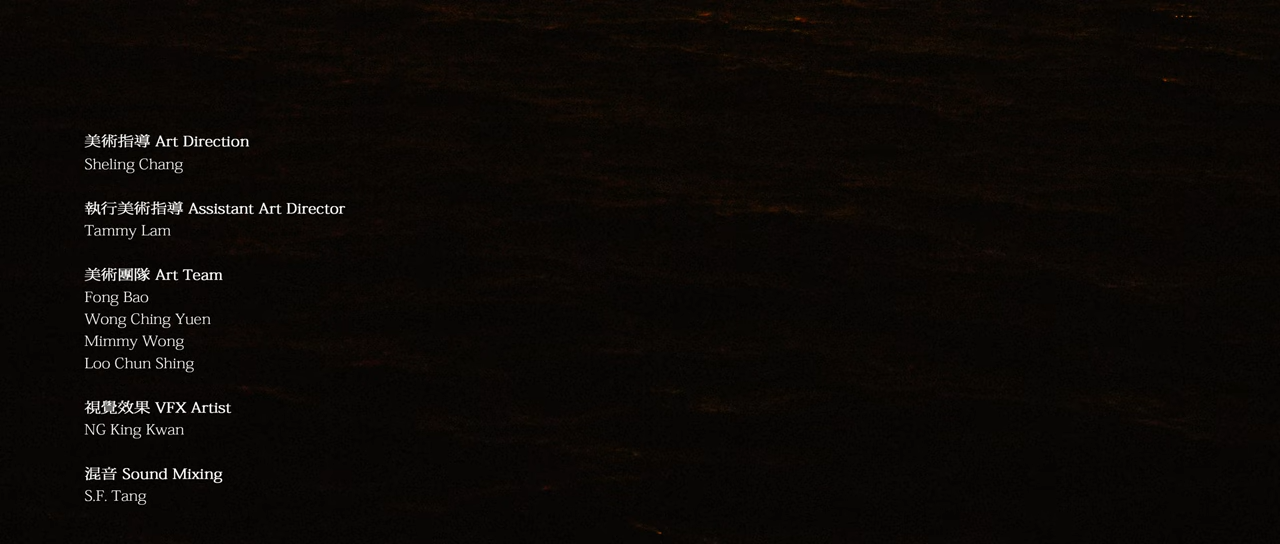 美術指導 Art Direction
Sheling Chang
執行美術指導 Assistant Art Director
Tammy Lam
美術團隊 Art Team
Fong Bao
Wong Ching Yuen
Mimmy Wong
Loo Chun Shing
視覺效果 VFX Artist
NG King Kwan
混音 Sound Mixing
S.F. Tang